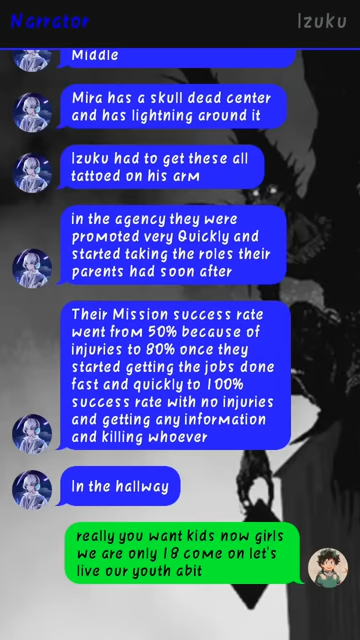 Narrator
Izuku
Middle
Mira has a skull dead center
and has lightning around it
Izuku had to get these all
tattoed on his arm
in the agency they were
promoted very Quickly and
started taking the roles their
parents had soon after
Their Mission success rate
went from 50% because of
injuries to 80% once they
started getting the jobs done
fast and quickly to 100%
success rate with no injuries
and getting any information
and killing whoever
In the hallway
really you want kids now girls
we are only 18 come on let's
live our youth abit